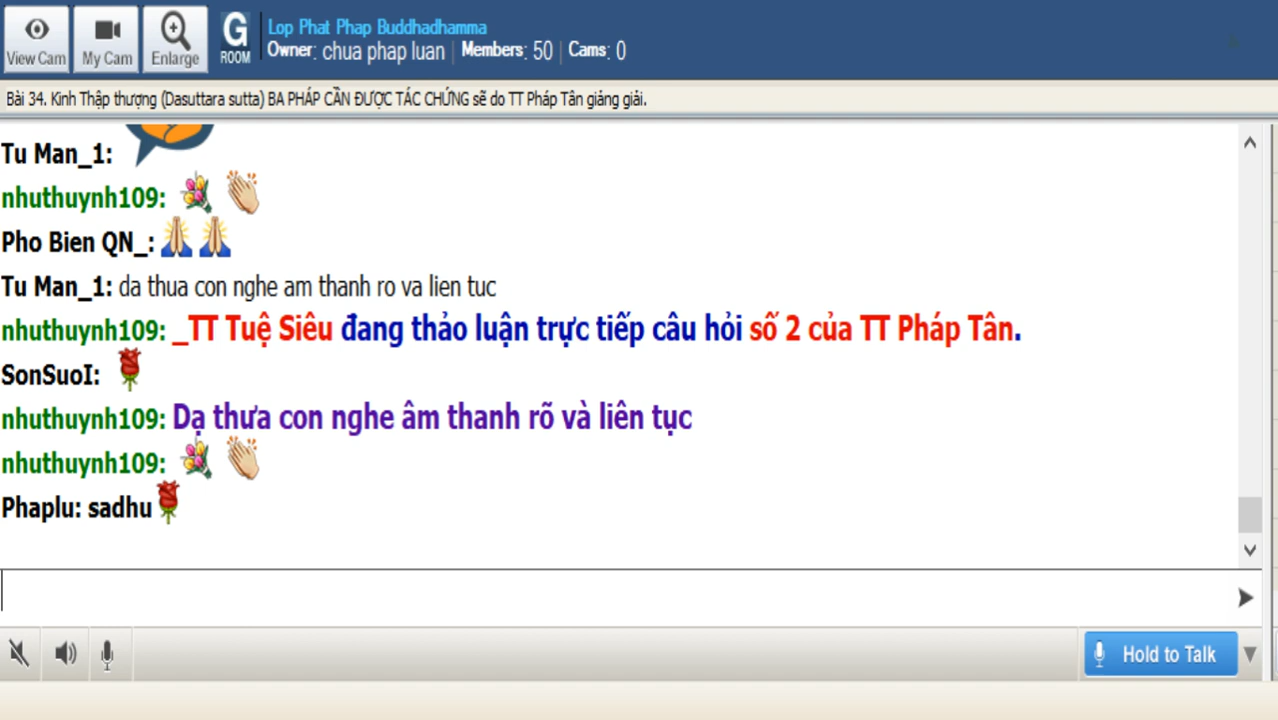 View Cam
My Cam
Enlarge
G
ROOM
Lop Phat Phap Buddhadhamma
Owner: chua phap luan | Members: 50 | Cams: 0
Bài 34. Kinh Thập thượng (Dasuttara sutta) BA PHÁP CẦN ĐƯỢC TÁC CHỨNG sẽ do TT Pháp Tân giảng giải.
Tu Man_1:
nhuthuynh109:
Pho Bien QN_:
Tu Man_1: da thua con nghe am thanh ro va lien tuc
nhuthuynh109: _TT Tuệ Siêu đang thảo luận trực tiếp câu hỏi số 2 của TT Pháp Tân.
SonSuoI:
nhuthuynh109: Dạ thưa con nghe âm thanh rõ và liên tục
nhuthuynh109:
Phaplu: sadhu
Hold to Talk